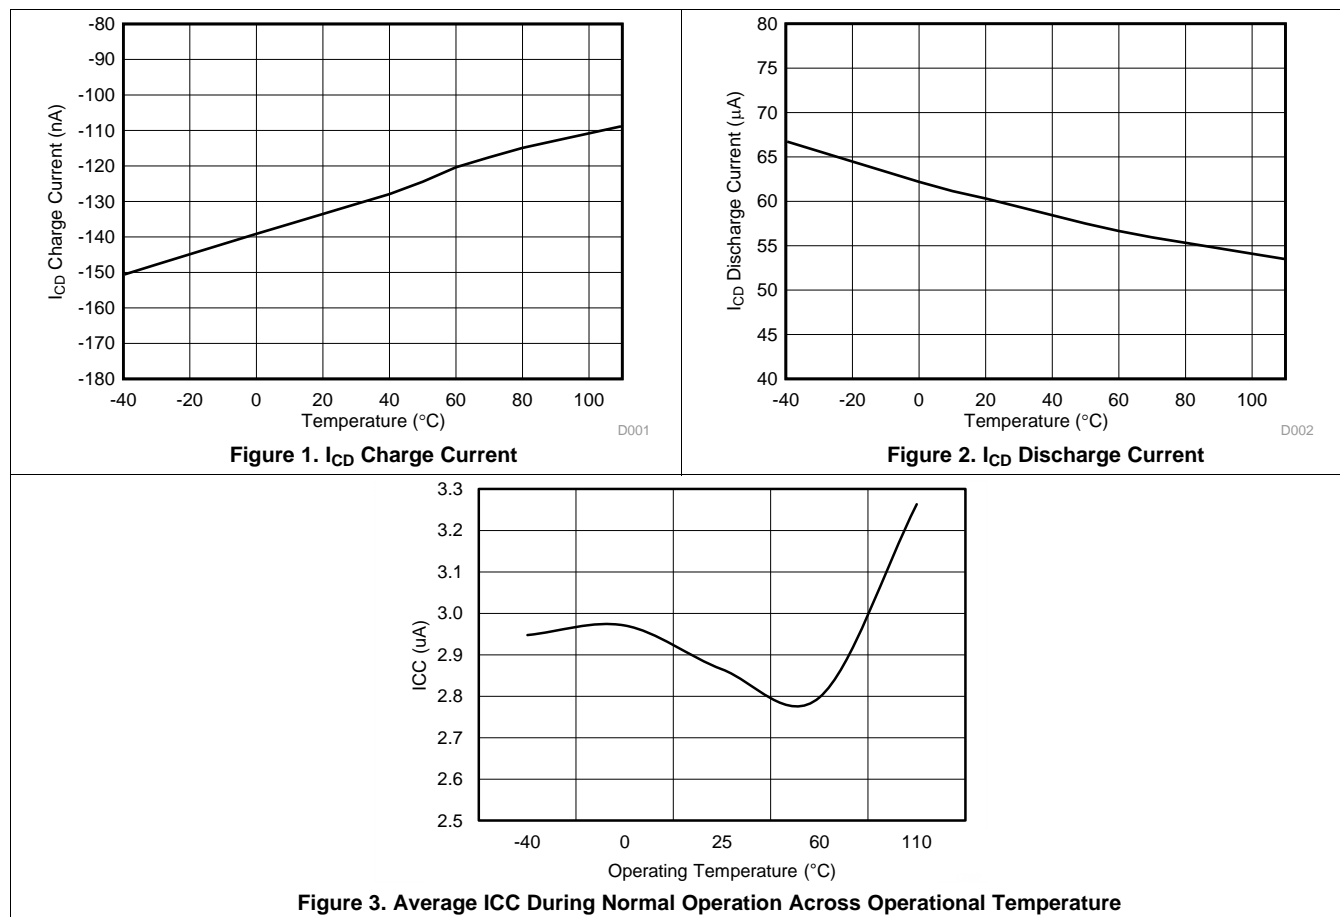 -80
-90
-100
-110
-120
-130
-140
-150
-160
-170
-180
I_CD Charge Current (nA)
-40 -20 0 20 40 60 80 100
Temperature (°C)
D001
Figure 1. I_CD Charge Current
80
75
70
65
60
55
50
45
40
I_CD Discharge Current (µA)
-40 -20 0 20 40 60 80 100
Temperature (°C)
D002
Figure 2. I_CD Discharge Current
3.3
3.2
3.1
3.0
2.9
2.8
2.7
2.6
2.5
ICC (uA)
-40 0 25 60 110
Operating Temperature (°C)
Figure 3. Average ICC During Normal Operation Across Operational Temperature